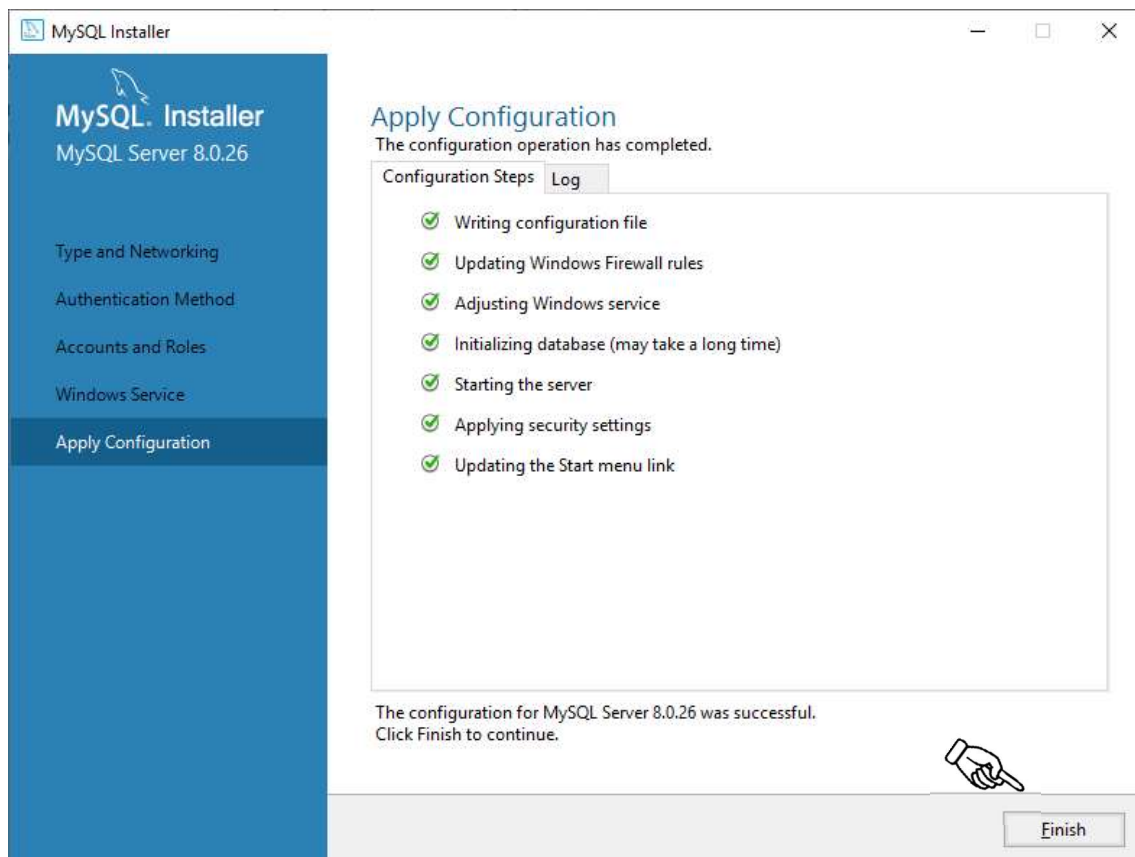 MySQL Installer
MySQL. Installer
MySQL Server 8.0.26
Type and Networking
Authentication Method
Accounts and Roles
Windows Service
Apply Configuration
Apply Configuration
The configuration operation has completed.
Configuration Steps
Log
Writing configuration file
Updating Windows Firewall rules
Adjusting Windows service
Initializing database (may take a long time)
Starting the server
Applying security settings
Updating the Start menu link
The configuration for MySQL Server 8.0.26 was successful.
Click Finish to continue.
Finish